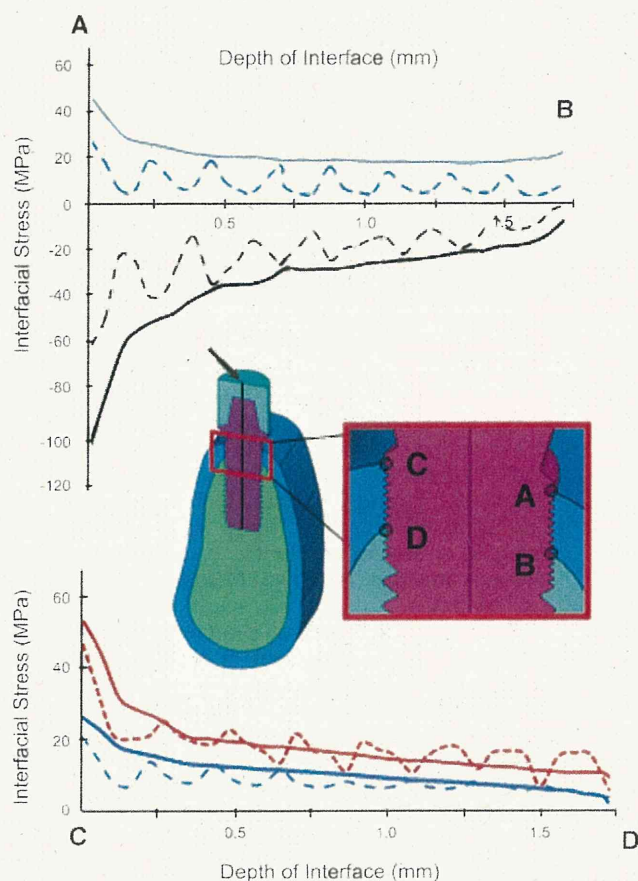 A
Depth of Interface (mm)
60
40
B
20
0
0.5
1.0
1.5
-20
-40
-60
-80
-100
-120
Interfacial Stress (MPa)
C
A
D
B
60
40
20
0
Interfacial Stress (MPa)
0.5
1.0
1.5
C
D
Depth of Interface (mm)